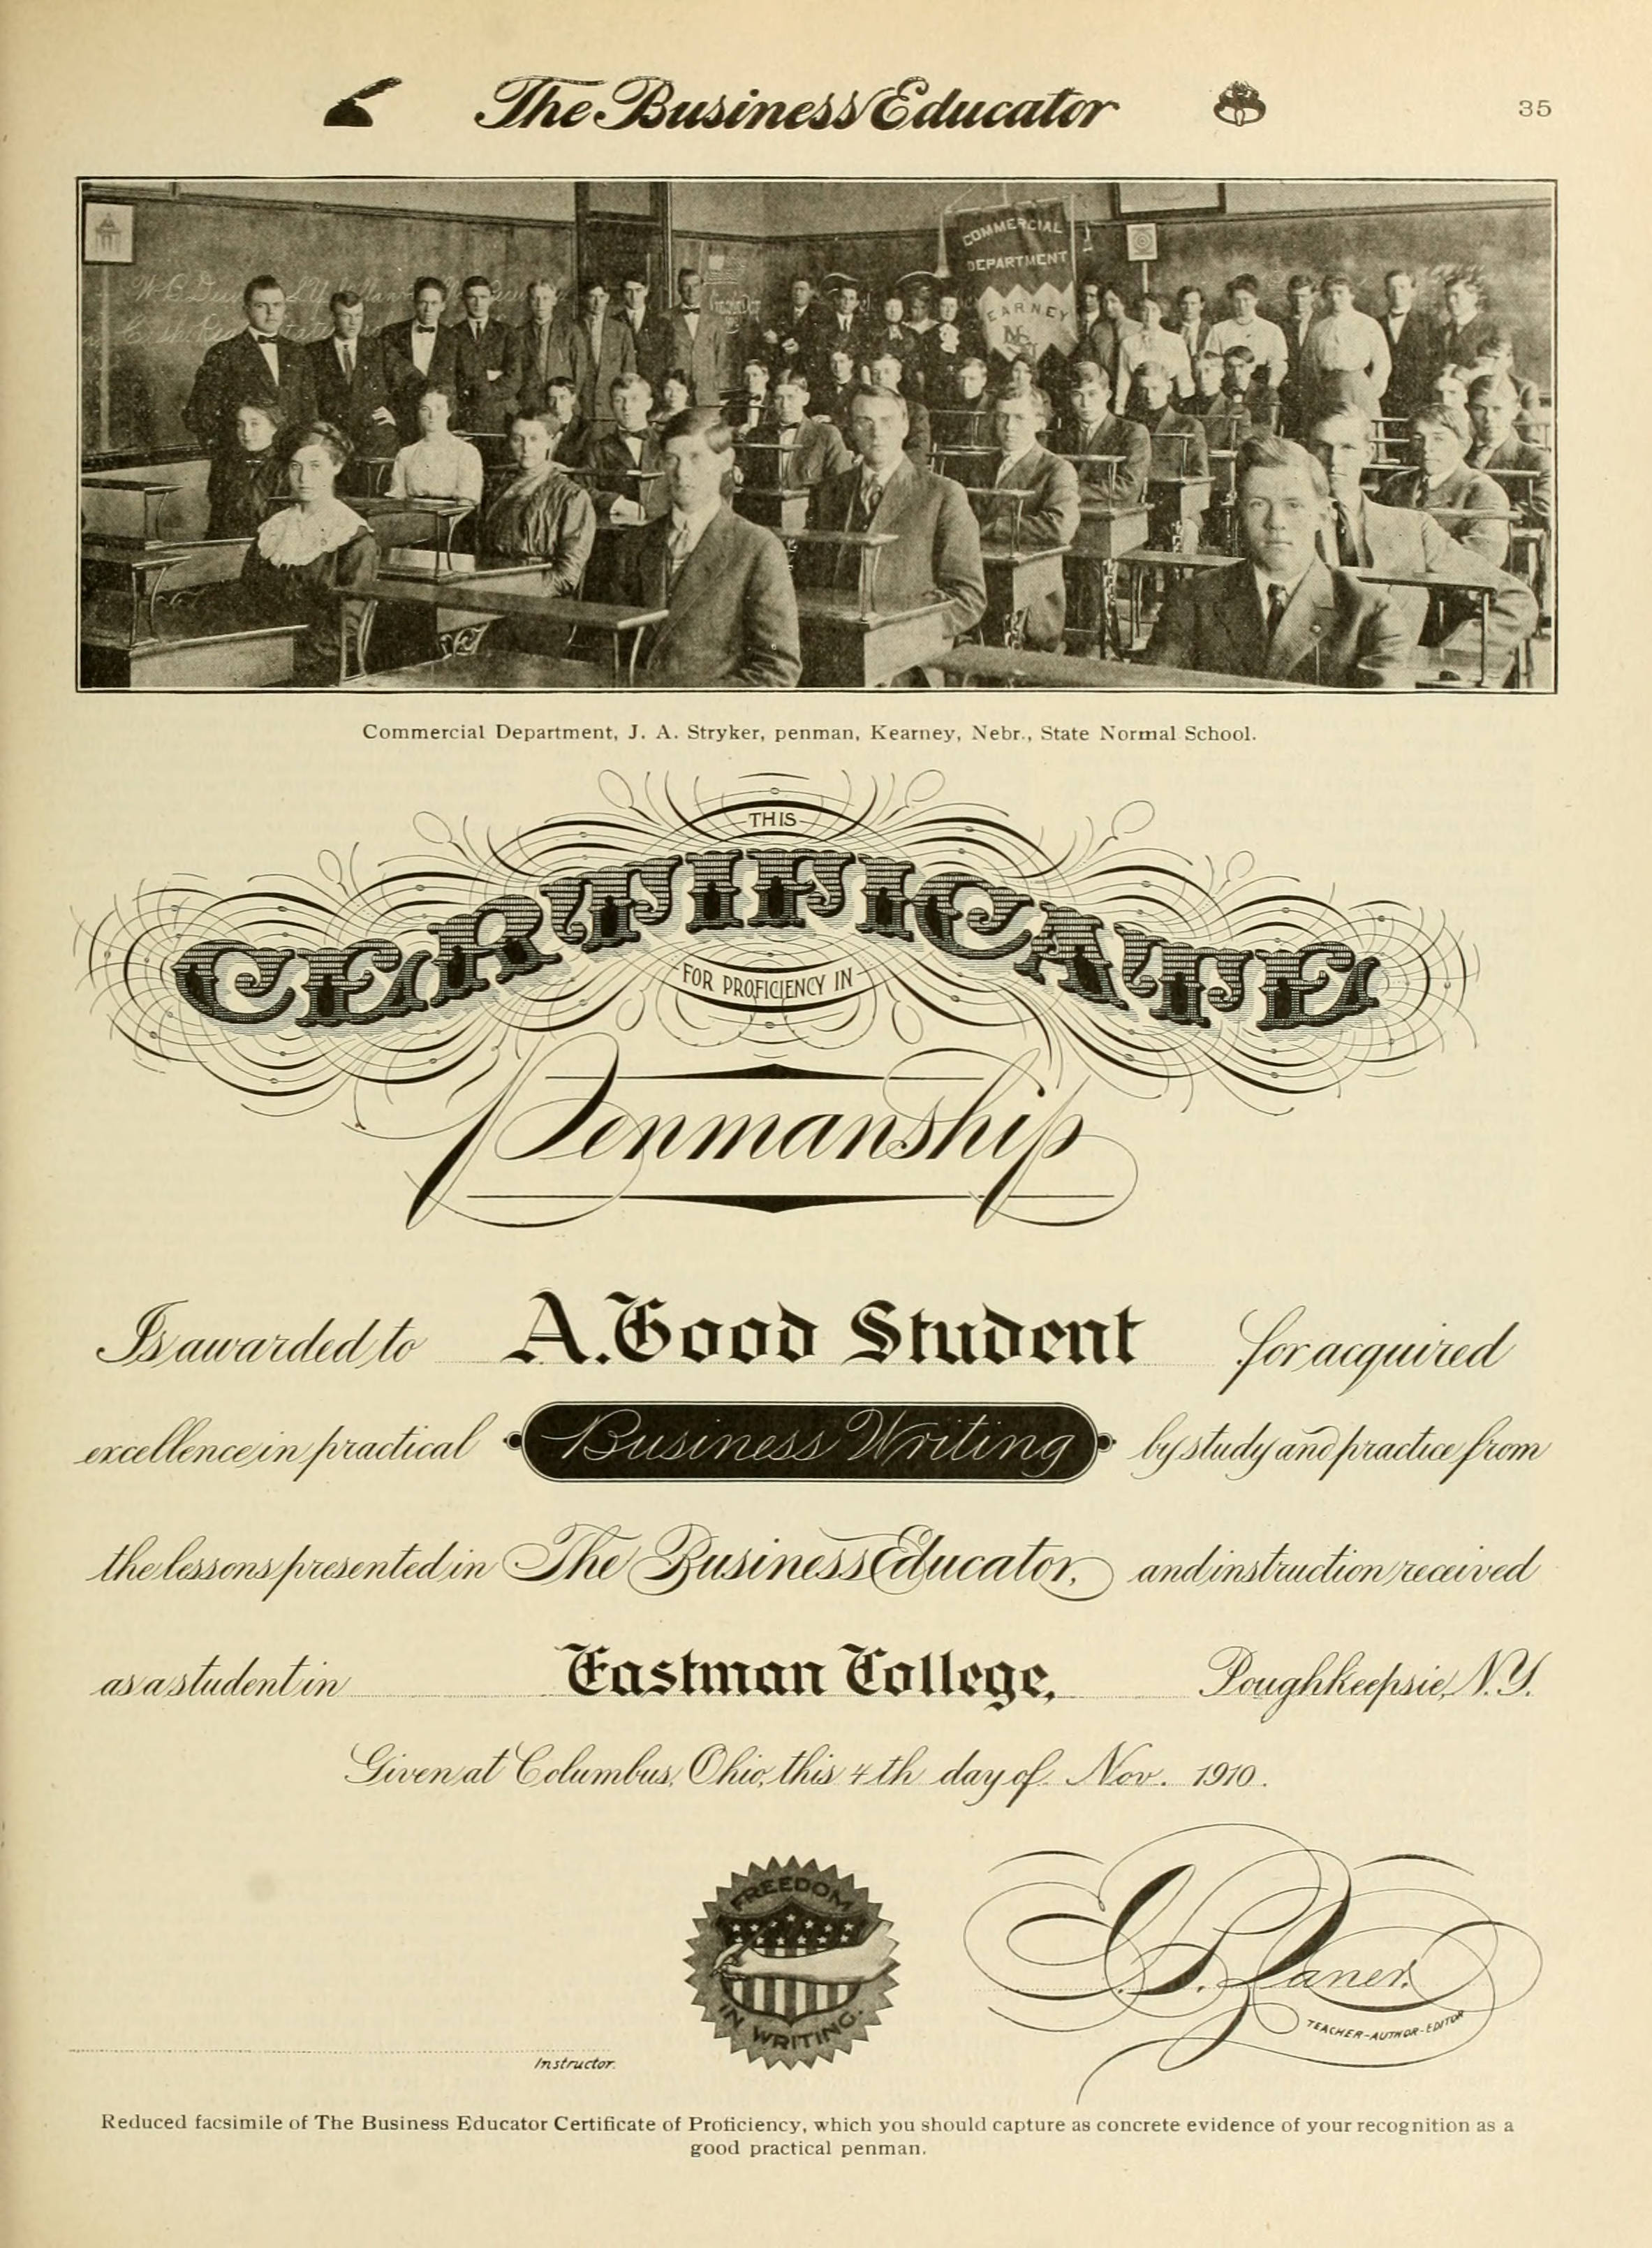 The Business Educator
35
COMMERCIAL
DEPARTMENT
KEARNEY
Commercial Department, J. A. Stryker, penman, Kearney, Nebr., State Normal School.
THIS
CERTIFICATE
FOR PROFICIENCY IN
Penmanship
Is awarded to A. Good Student for acquired
excellence in practical Business Writing by study and practice from
the lessons presented in The Business Educator, and instruction received
as a student in Eastman College, Poughkeepsie, N.Y.
Given at Columbus, Ohio, this 4th day of Nov. 1910.
FREEDOM
IN WRITING.
C. P. Zaner.
TEACHER-AUTHOR-EDITOR
Instructor.
Reduced facsimile of The Business Educator Certificate of Proficiency, which you should capture as concrete evidence of your recognition as a
good practical penman.